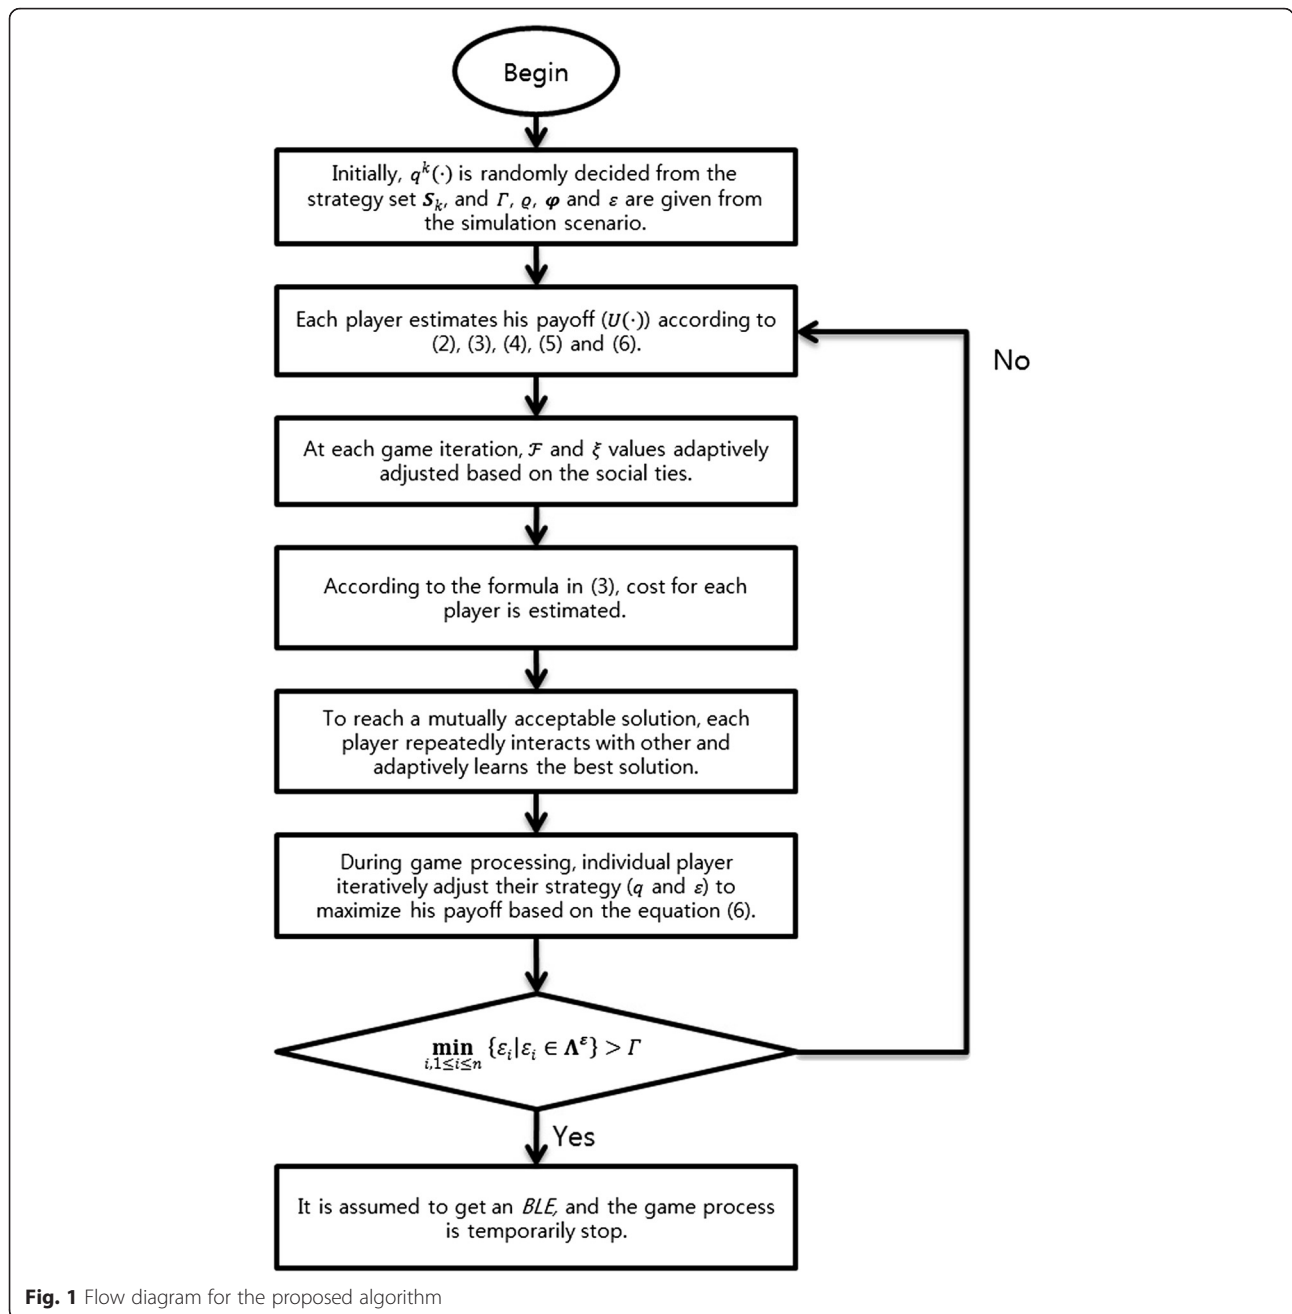 Begin
Initially, q^k(·) is randomly decided from the
strategy set S_k, and Γ, ϱ, φ and ε are given from
the simulation scenario.
Each player estimates his payoff (U(·)) according to
(2), (3), (4), (5) and (6).
No
At each game iteration, ℱ and ξ values adaptively
adjusted based on the social ties.
According to the formula in (3), cost for each
player is estimated.
To reach a mutually acceptable solution, each
player repeatedly interacts with other and
adaptively learns the best solution.
During game processing, individual player
iteratively adjust their strategy (q and ε) to
maximize his payoff based on the equation (6).
min {ε_i|ε_i ∈ Λ^ε} > Γ
i,1≤i≤n
Yes
It is assumed to get an BLE, and the game process
is temporarily stop.
Fig. 1 Flow diagram for the proposed algorithm